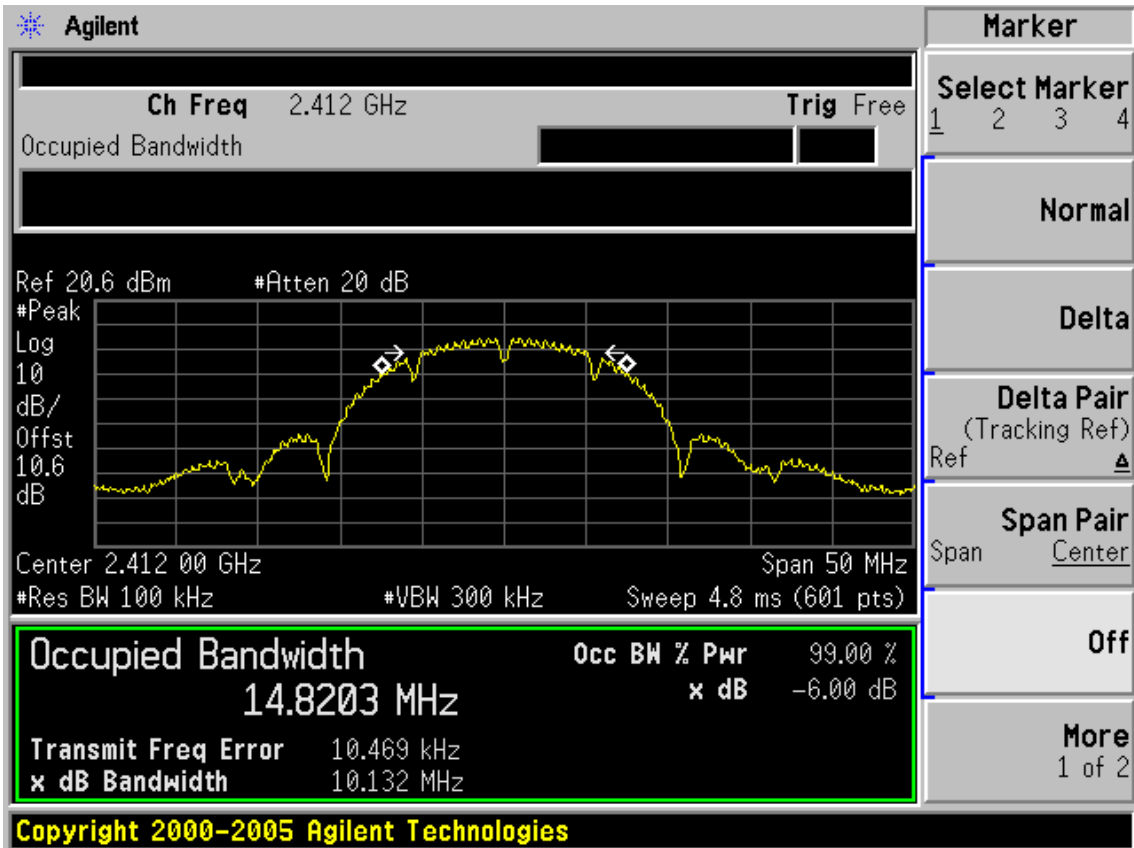 Agilent
Ch Freq 2.412 GHz Trig Free
Occupied Bandwidth
Ref 20.6 dBm #Atten 20 dB
#Peak
Log
10
dB/
Offst
10.6
dB
Center 2.412 00 GHz Span 50 MHz
#Res BW 100 kHz #VBW 300 kHz Sweep 4.8 ms (601 pts)
Occupied Bandwidth
14.8203 MHz
Occ BW % Pwr 99.00 %
x dB -6.00 dB
Transmit Freq Error 10.469 kHz
x dB Bandwidth 10.132 MHz
Copyright 2000-2005 Agilent Technologies
Marker
Select Marker
1 2 3 4
Normal
Delta
Delta Pair
(Tracking Ref)
Ref Δ
Span Pair
Span Center
Off
More
1 of 2